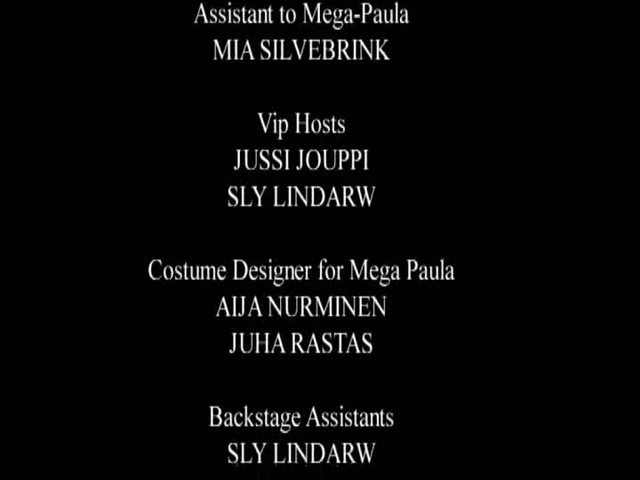 Assistant to Mega-Paula
MIA SILVEBRINK
Vip Hosts
JUSSI JOUPPI
SLY LINDARW
Costume Designer for Mega Paula
AIJA NURMINEN
JUHA RASTAS
Backstage Assistants
SLY LINDARW